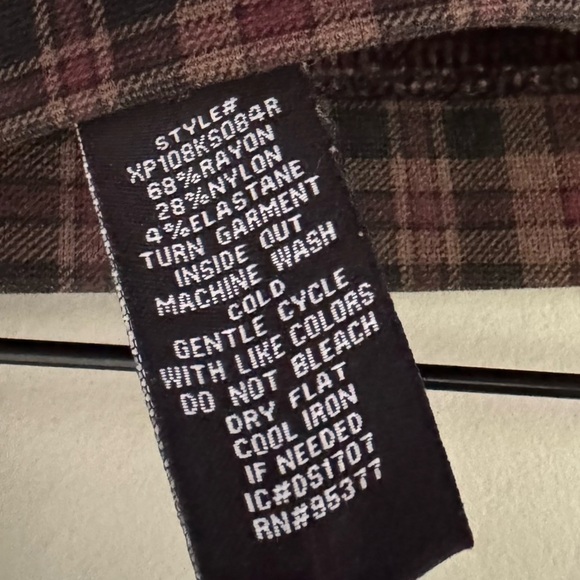 STYLE#
XP108KS084R
68%RAYON
28%NYLON
4%ELASTANE
TURN GARMENT
INSIDE OUT
MACHINE WASH
COLD
GENTLE CYCLE
WITH LIKE COLORS
DO NOT BLEACH
DRY FLAT
COOL IRON
IF NEEDED
IC#DS1707
RN#95377